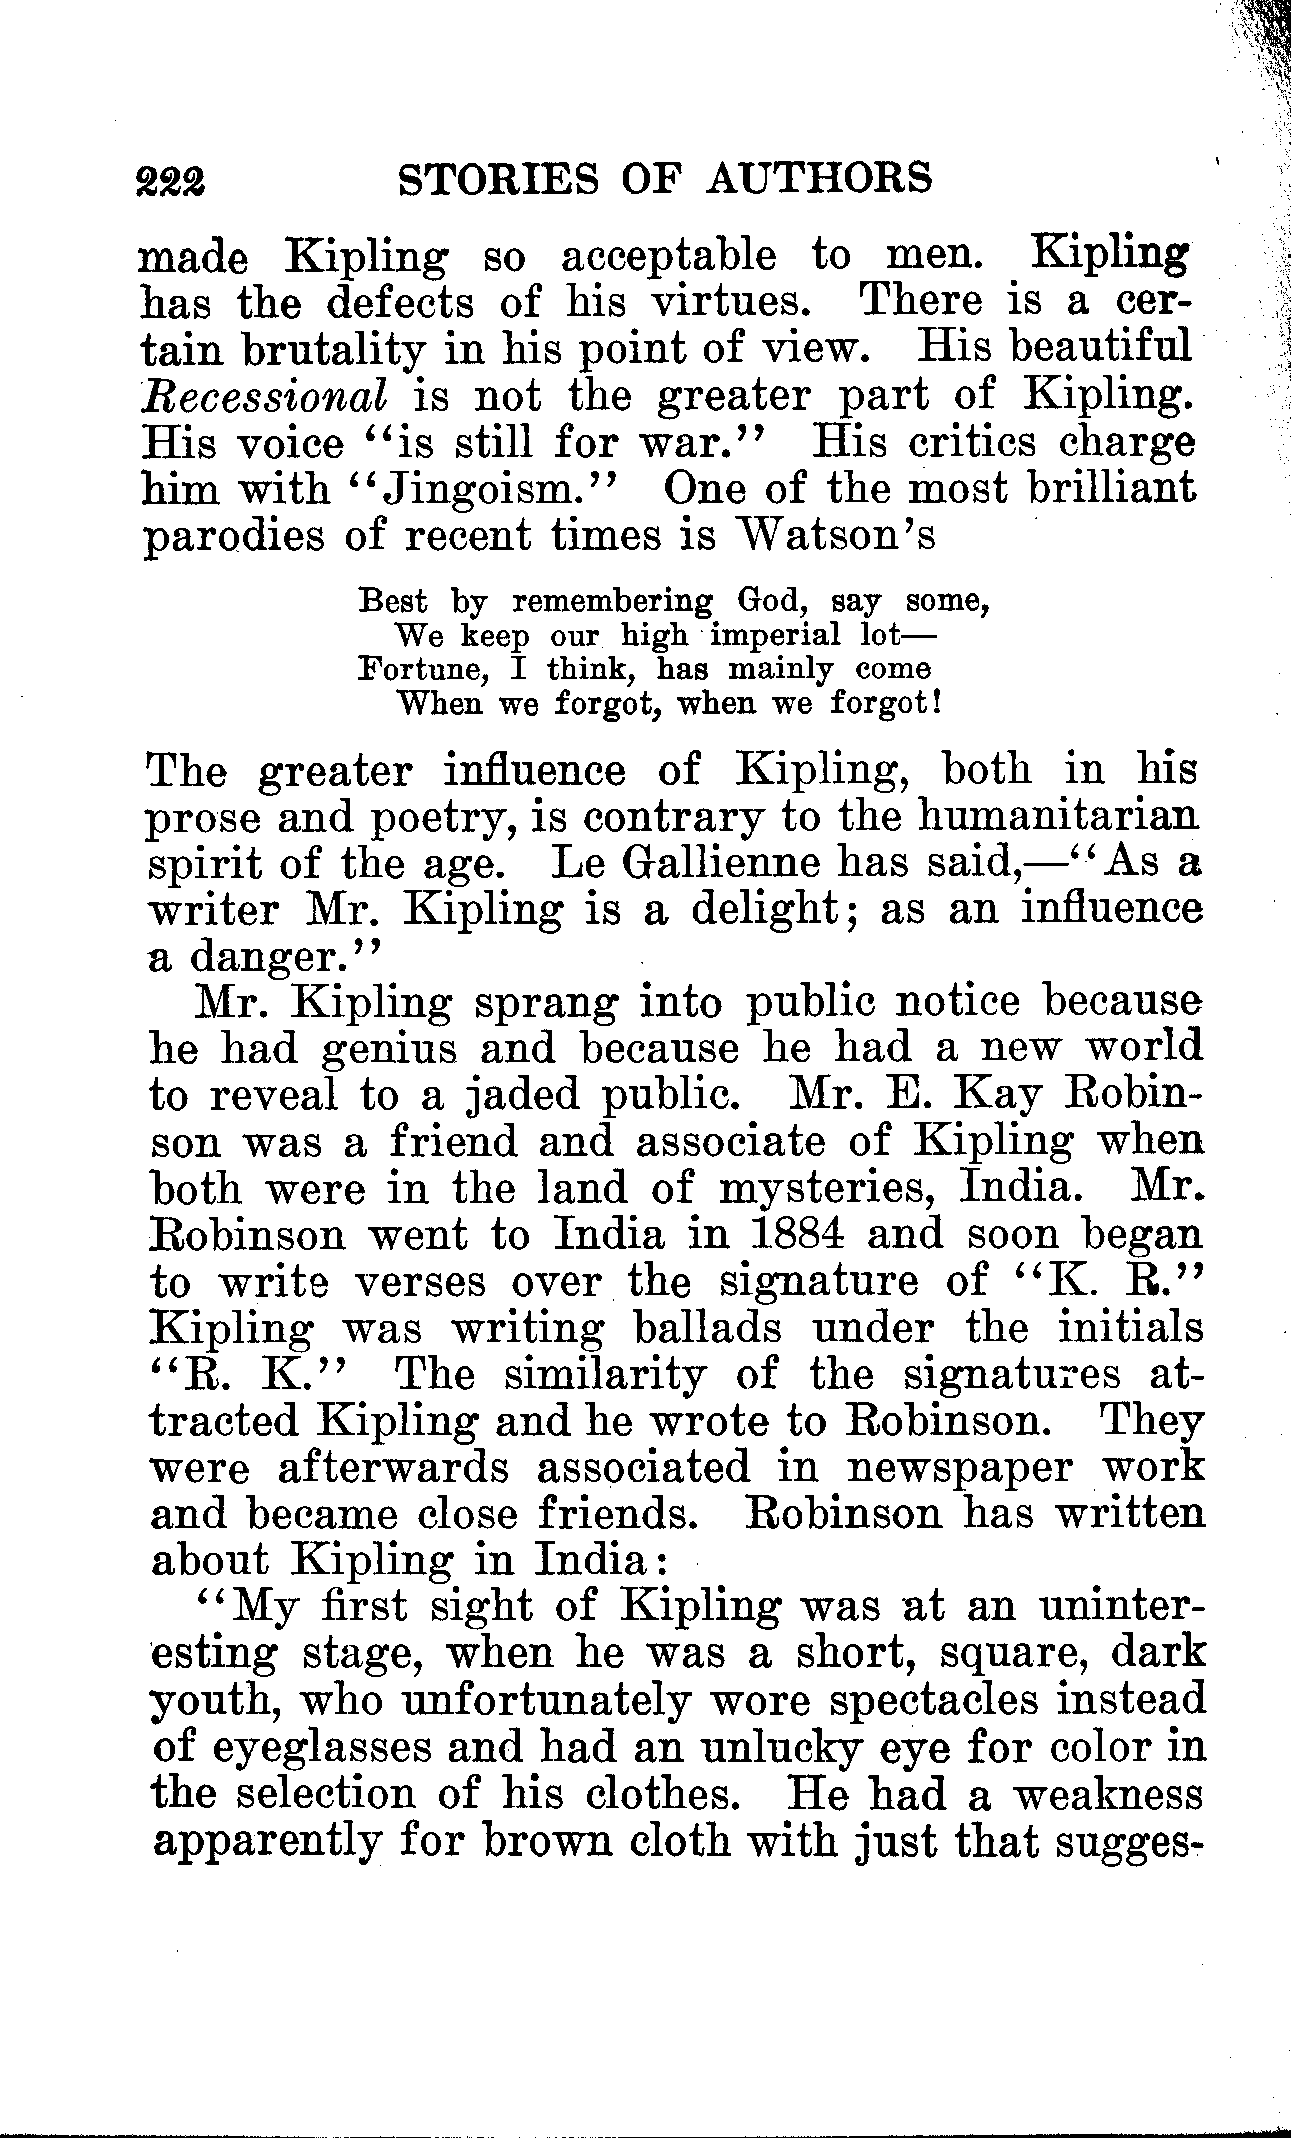 222 STORIES OF AUTHORS
made Kipling so acceptable to men. Kipling
has the defects of his virtues. There is a cer-
tain brutality in his point of view. His beautiful
Recessional is not the greater part of Kipling.
His voice "is still for war." His critics charge
him with "Jingoism." One of the most brilliant
parodies of recent times is Watson's
Best by remembering God, say some,
We keep our high imperial lot—
Fortune, I think, has mainly come
When we forgot, when we forgot!
The greater influence of Kipling, both in his
prose and poetry, is contrary to the humanitarian
spirit of the age. Le Gallienne has said,—"As a
writer Mr. Kipling is a delight; as an influence
a danger."
Mr. Kipling sprang into public notice because
he had genius and because he had a new world
to reveal to a jaded public. Mr. E. Kay Robin-
son was a friend and associate of Kipling when
both were in the land of mysteries, India. Mr.
Robinson went to India in 1884 and soon began
to write verses over the signature of "K. R."
Kipling was writing ballads under the initials
"R. K." The similarity of the signatures at-
tracted Kipling and he wrote to Robinson. They
were afterwards associated in newspaper work
and became close friends. Robinson has written
about Kipling in India:
"My first sight of Kipling was at an uninter-
esting stage, when he was a short, square, dark
youth, who unfortunately wore spectacles instead
of eyeglasses and had an unlucky eye for color in
the selection of his clothes. He had a weakness
apparently for brown cloth with just that sugges-